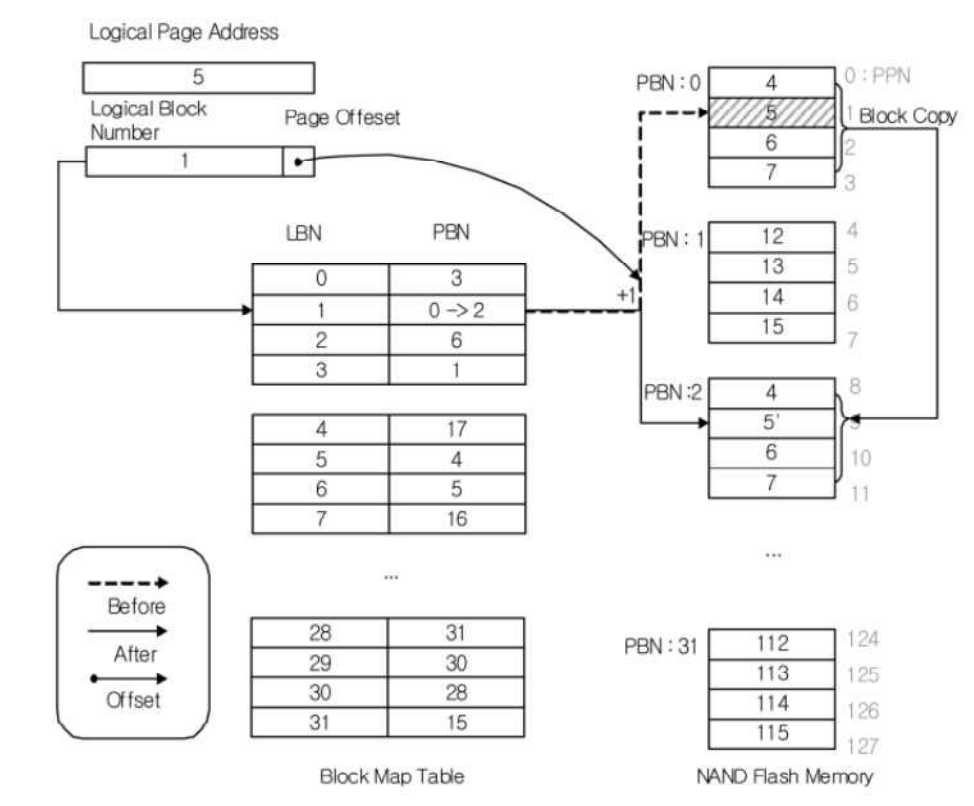 Logical Page Address
5
Logical Block
Number
Page Offeset
1
LBN PBN
0 3
1 0 -> 2
2 6
3 1
4 17
5 4
6 5
7 16
...
28 31
29 30
30 28
31 15
Block Map Table
Before
After
Offset
+1
PBN : 0
4 0 : PPN
5 1
6 2
7 3
Block Copy
PBN : 1
12 4
13 5
14 6
15 7
PBN :2
4 8
5'
6 10
7 11
...
PBN : 31
112 124
113 125
114 126
115 127
NAND Flash Memory